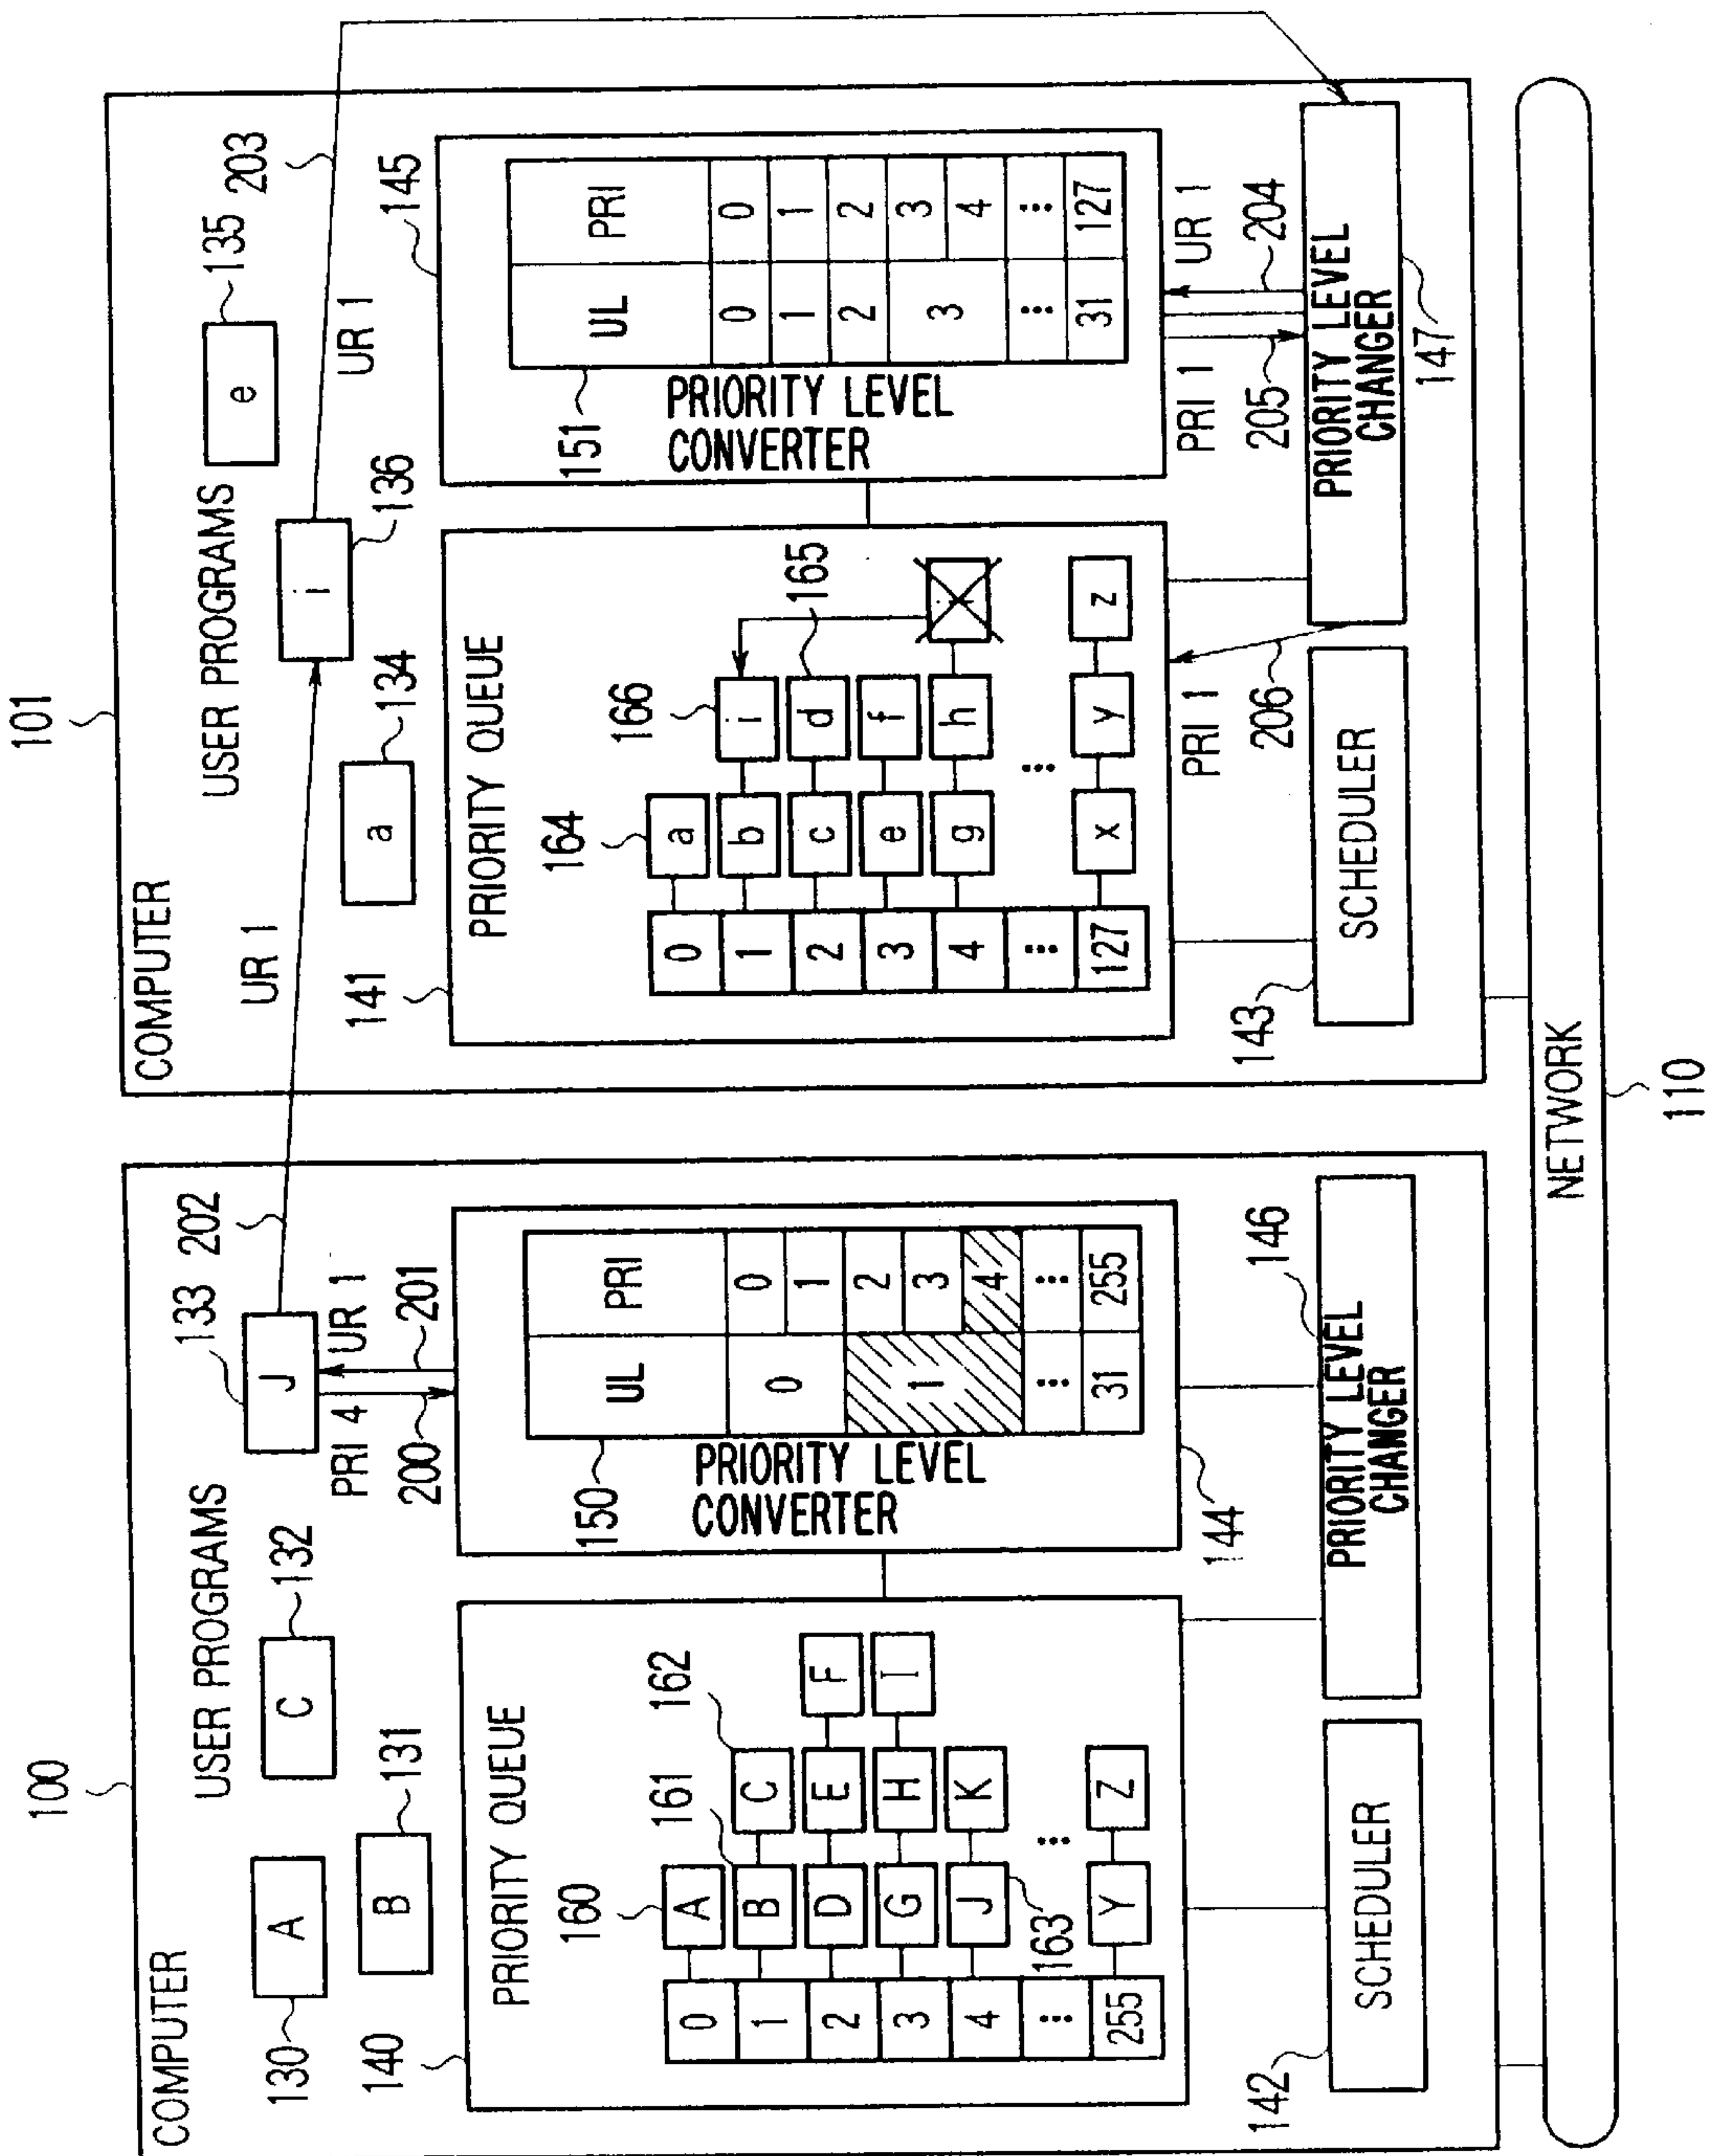 100
COMPUTER
USER PROGRAMS
A
130
B
131
C
132
J
133
PRI 4
200
UR 1
201
202
UR 1
140
PRIORITY QUEUE
160
161
162
0
A
1
B
C
2
D
E
F
3
G
H
I
4
J
K
163
⋮
⋮
255
Y
Z
150
UL
PRI
0
0
1
1
2
3
4
⋮
⋮
31
255
PRIORITY LEVEL
CONVERTER
144
142
SCHEDULER
146
PRIORITY LEVEL
CHANGER
101
COMPUTER
USER PROGRAMS
a
134
i
136
e
135
UR 1
203
141
PRIORITY QUEUE
164
166
165
0
a
1
b
i
2
c
d
3
e
f
4
g
h
⋮
⋮
127
x
y
z
145
151
UL
PRI
0
0
1
1
2
2
3
3
4
⋮
⋮
31
127
PRIORITY LEVEL
CONVERTER
PRI 1
205
UR 1
204
PRI 1
206
143
SCHEDULER
PRIORITY LEVEL
CHANGER
147
NETWORK
110